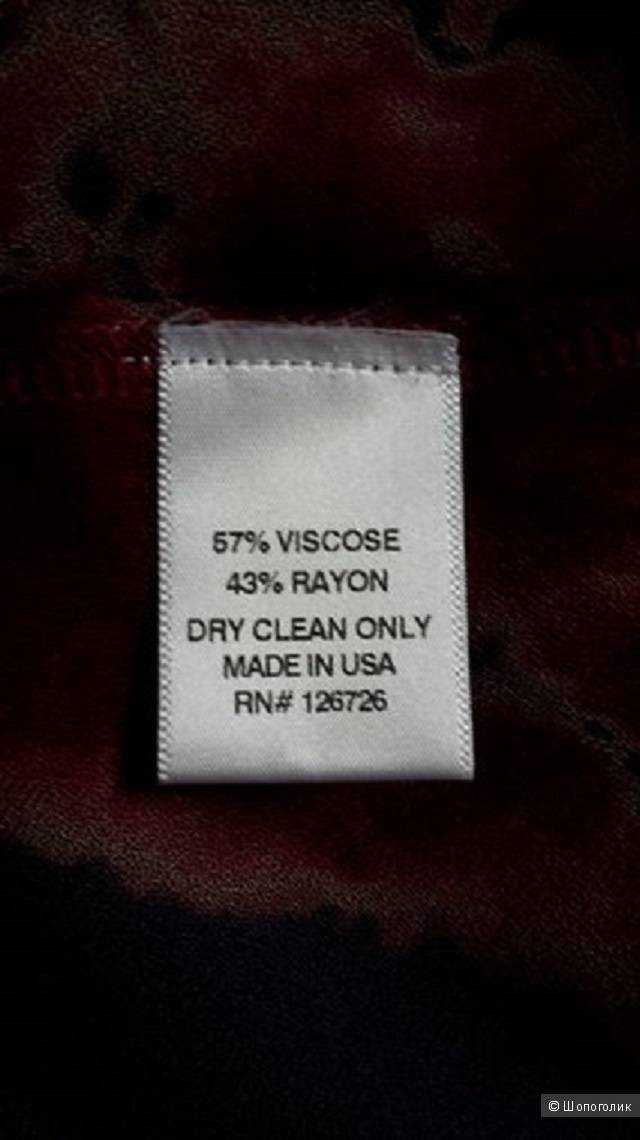 57% VISCOSE
43% RAYON
DRY CLEAN ONLY
MADE IN USA
RN# 126726
© Шопоголик